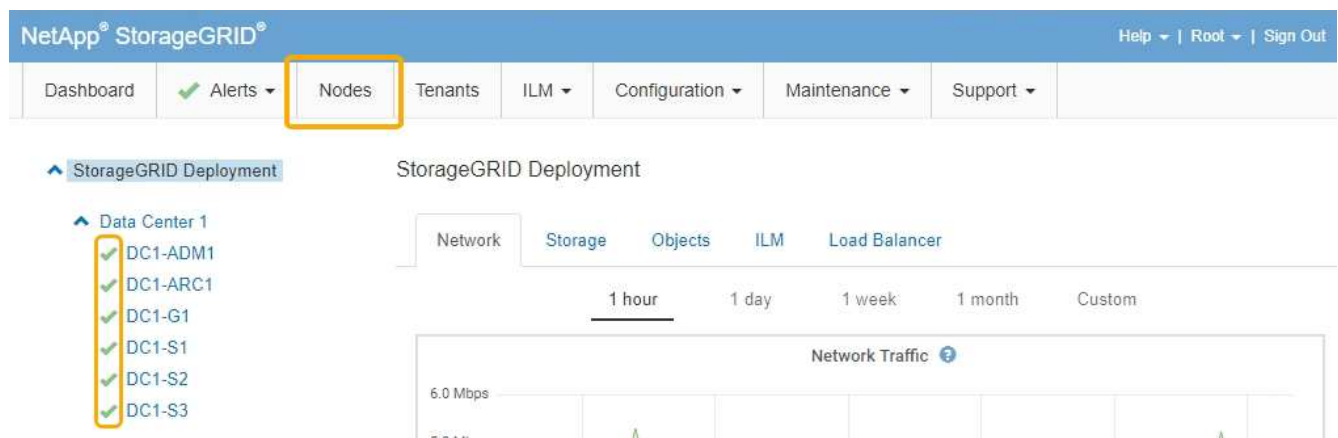 NetApp® StorageGRID®
Help | Root | Sign Out
Dashboard Alerts Nodes Tenants ILM Configuration Maintenance Support
StorageGRID Deployment
Data Center 1
DC1-ADM1
DC1-ARC1
DC1-G1
DC1-S1
DC1-S2
DC1-S3
StorageGRID Deployment
Network Storage Objects ILM Load Balancer
1 hour 1 day 1 week 1 month Custom
Network Traffic
6.0 Mbps